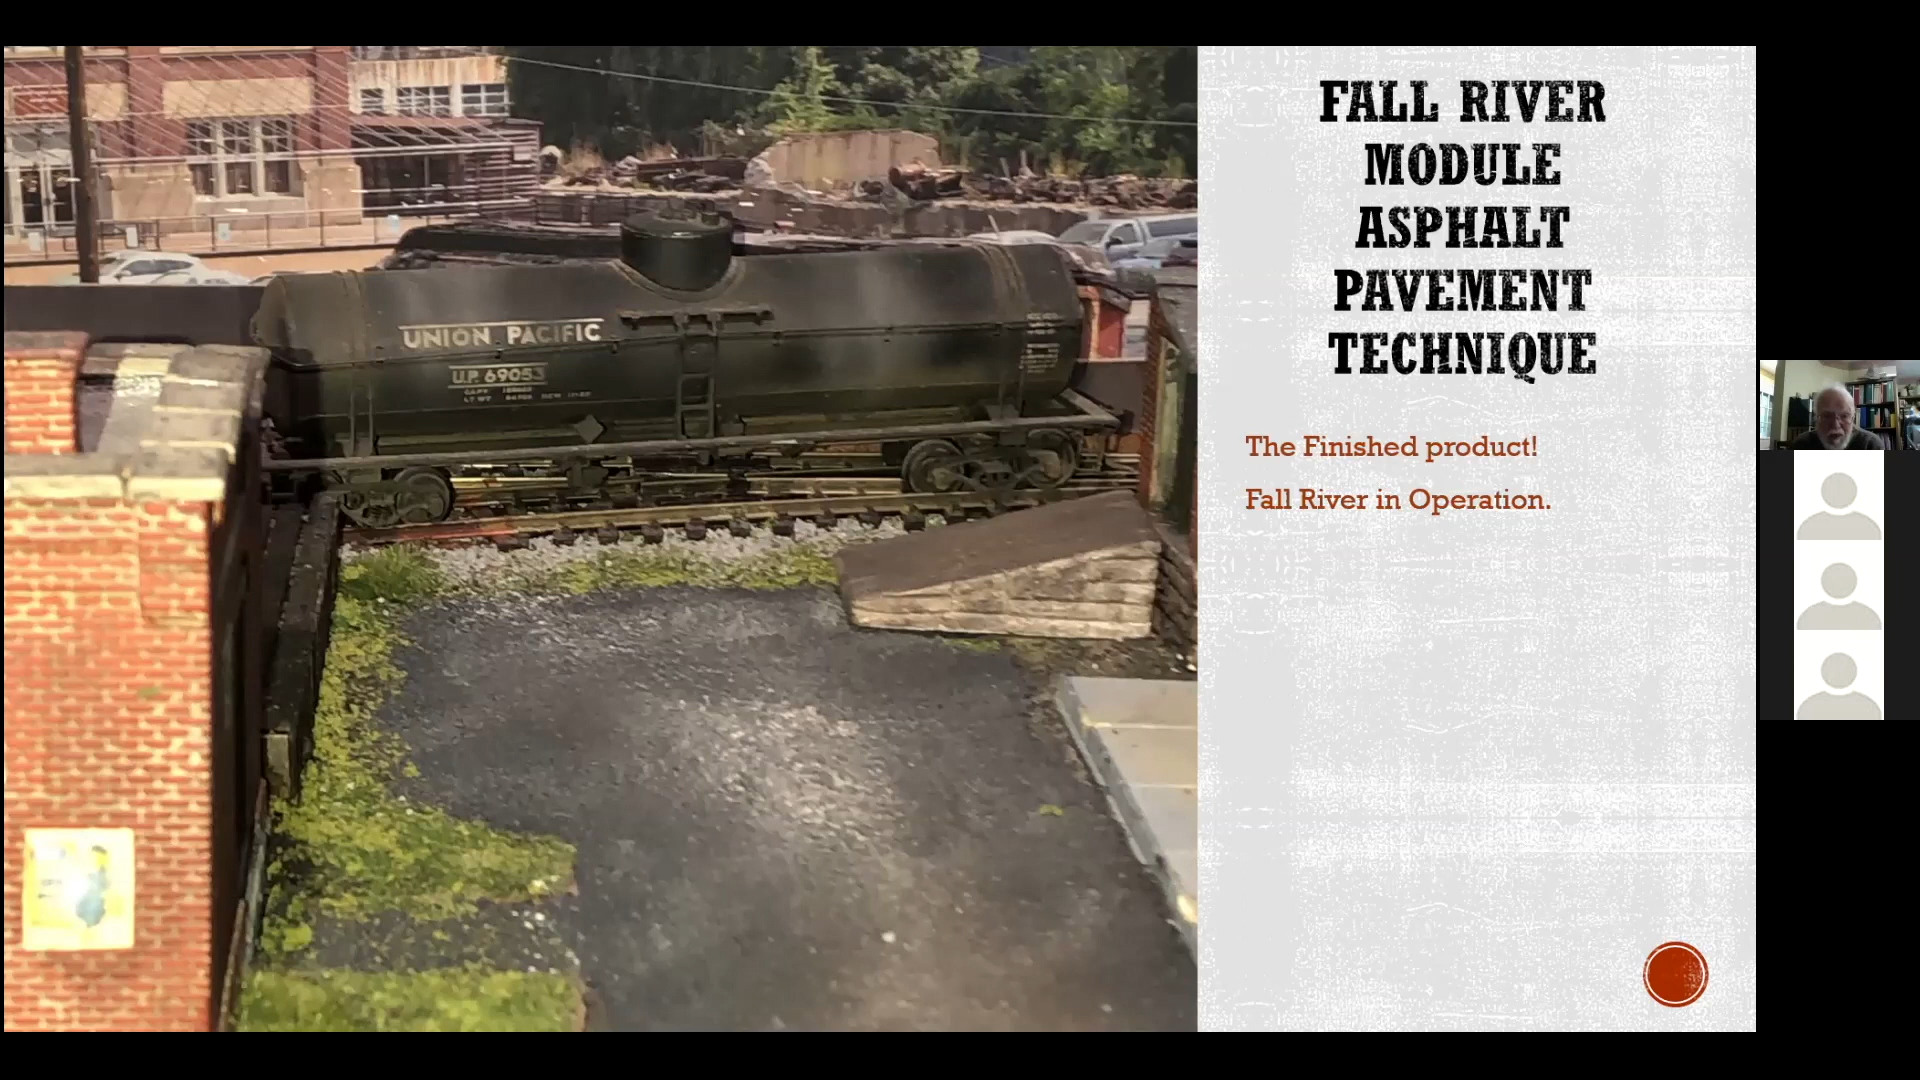 FALL RIVER
MODULE
ASPHALT
PAVEMENT
TECHNIQUE
The Finished product!
Fall River in Operation.
UNION PACIFIC
U.P. 69053